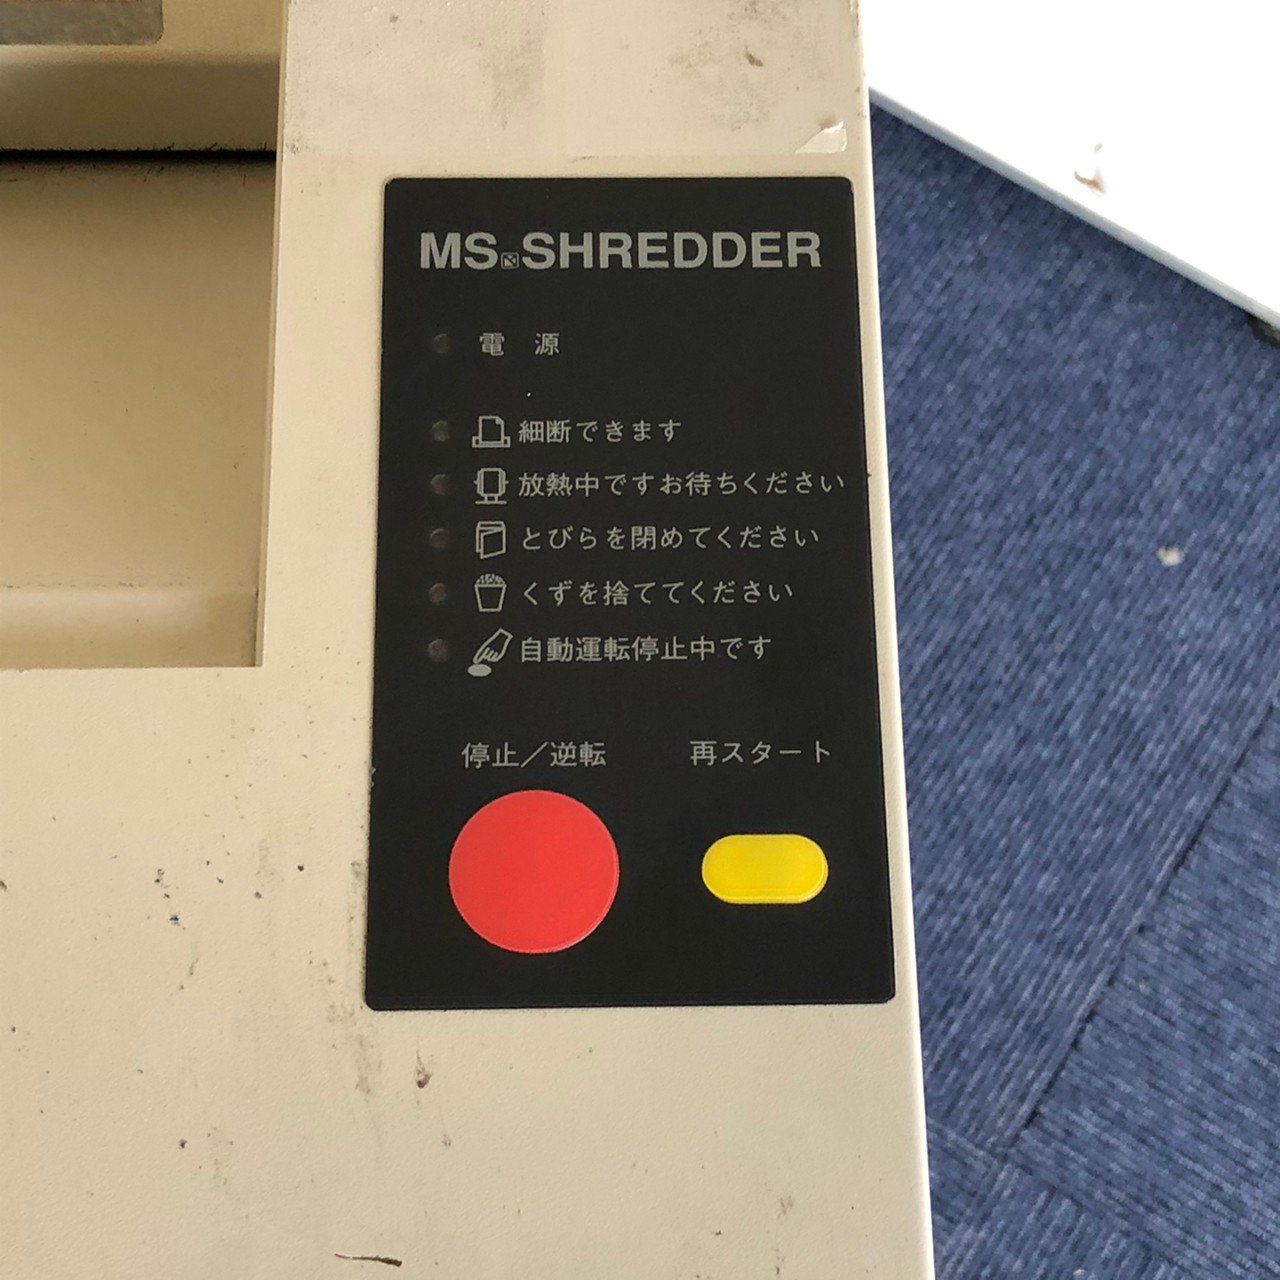 MS SHREDDER
電 源
細断できます
放熱中ですお待ちください
とびらを閉めてください
くずを捨ててください
自動運転停止中です
停止／逆転 再スタート